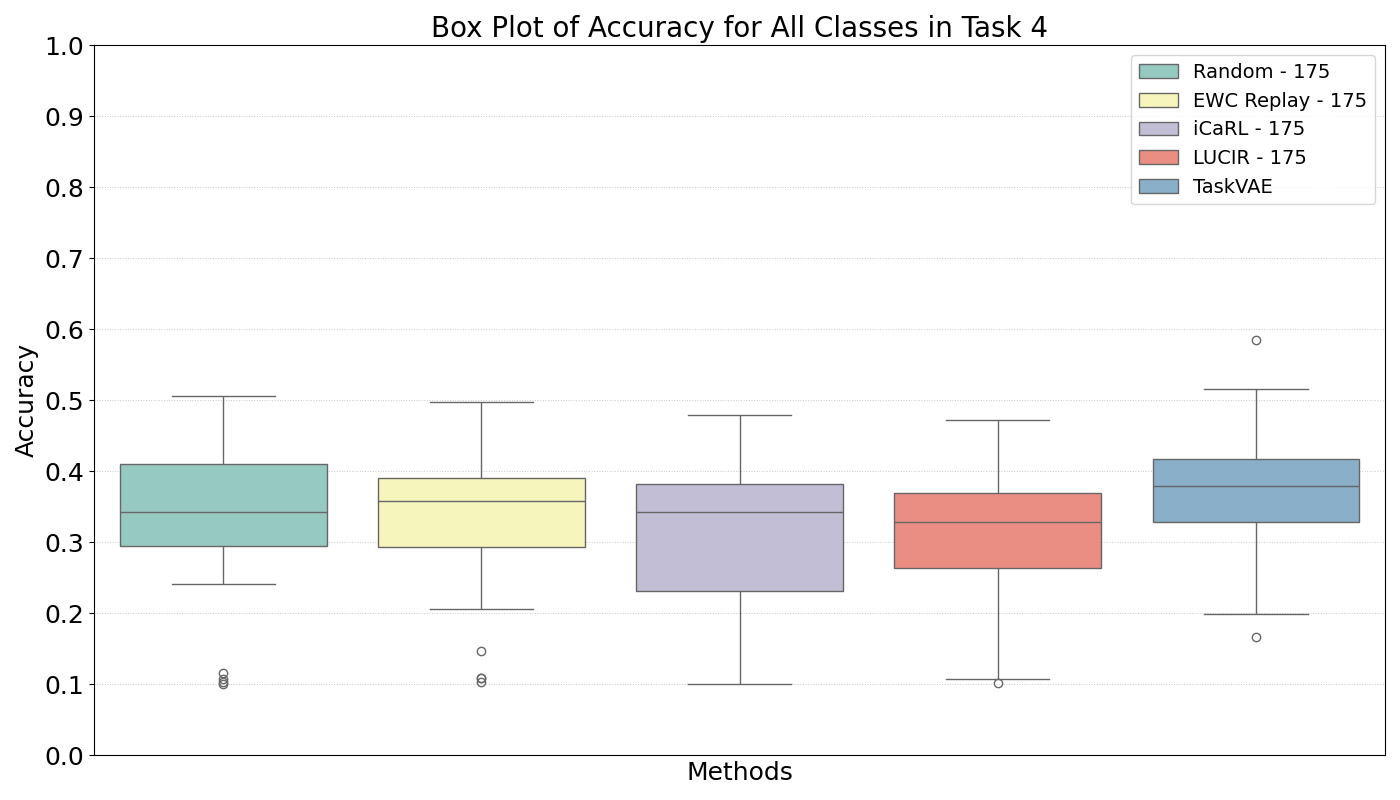 Box Plot of Accuracy for All Classes in Task 4
1.0
0.9
0.8
0.7
0.6
0.5
0.4
0.3
0.2
0.1
0.0
Accuracy
Methods
Random - 175
EWC Replay - 175
iCaRL - 175
LUCIR - 175
TaskVAE